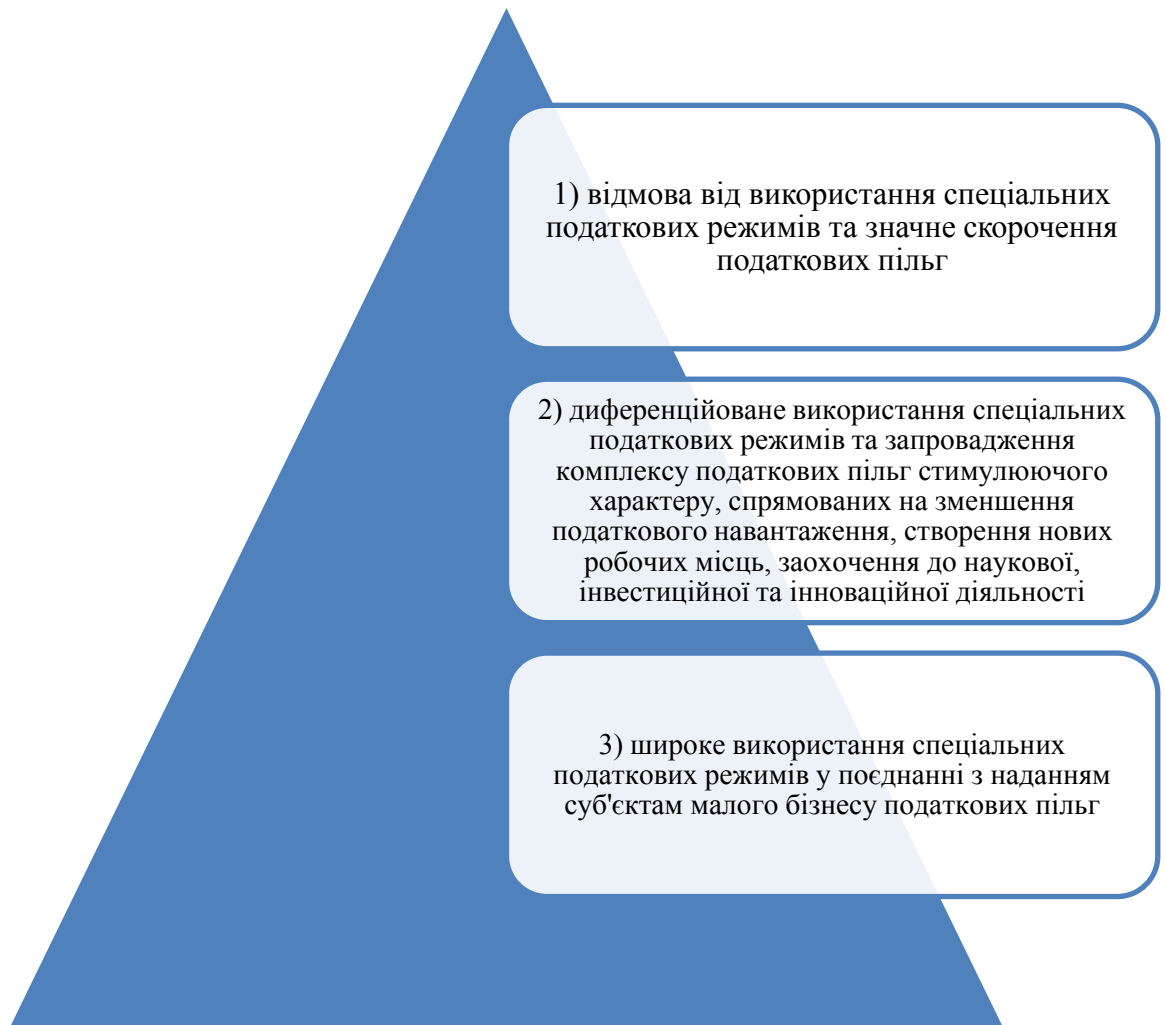 1) відмова від використання спеціальних
податкових режимів та значне скорочення
податкових пільг
2) диференційоване використання спеціальних
податкових режимів та запровадження
комплексу податкових пільг стимулюючого
характеру, спрямованих на зменшення
податкового навантаження, створення нових
робочих місць, заохочення до наукової,
інвестиційної та інноваційної діяльності
3) широке використання спеціальних
податкових режимів у поєднанні з наданням
суб'єктам малого бізнесу податкових пільг